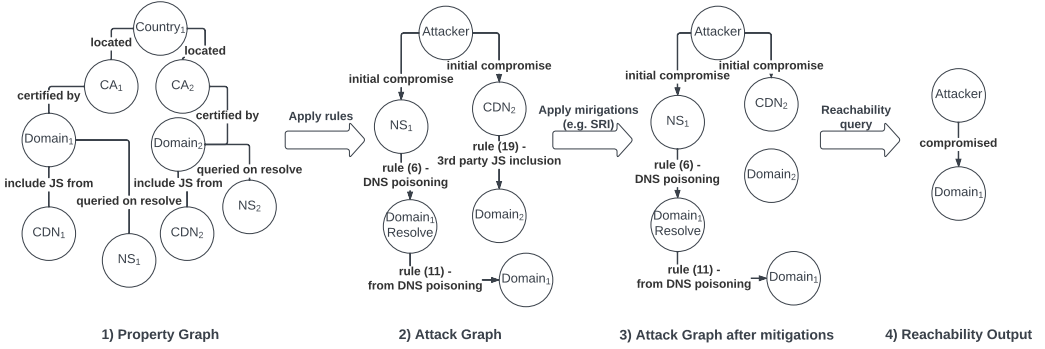 Country1
located
located
CA1
CA2
certified by
certified by
Domain1
Domain2
include JS from
include JS from
queried on resolve
queried on resolve
CDN1
CDN2
NS1
NS2
1) Property Graph
Apply rules
Attacker
initial compromise
initial compromise
NS1
CDN2
rule (6) -
DNS poisoning
rule (19) -
3rd party JS inclusion
Domain1
Resolve
Domain2
rule (11) -
from DNS poisoning
Domain1
2) Attack Graph
Apply mirigations
(e.g. SRI)
Attacker
initial compromise
initial compromise
NS1
CDN2
rule (6) -
DNS poisoning
Domain2
Domain1
Resolve
rule (11) -
from DNS poisoning
Domain1
3) Attack Graph after mitigations
Reachability
query
Attacker
compromised
Domain1
4) Reachability Output